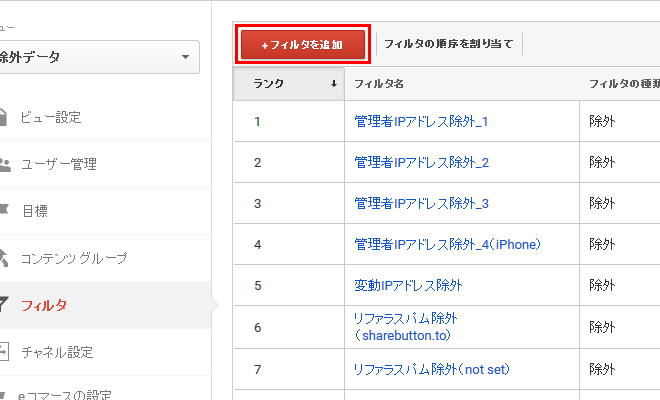 ュー
除外データ
ビュー設定
ユーザー管理
目標
コンテンツ グループ
フィルタ
チャネル設定
eコマースの設定
+フィルタを追加
フィルタの順序を割り当て
ランク フィルタ名 フィルタの種類
1 管理者IPアドレス除外_1 除外
2 管理者IPアドレス除外_2 除外
3 管理者IPアドレス除外_3 除外
4 管理者IPアドレス除外_4(iPhone) 除外
5 変動IPアドレス除外 除外
6 リファラスパム除外
(sharebutton.to) 除外
7 リファラスパム除外(not set) 除外